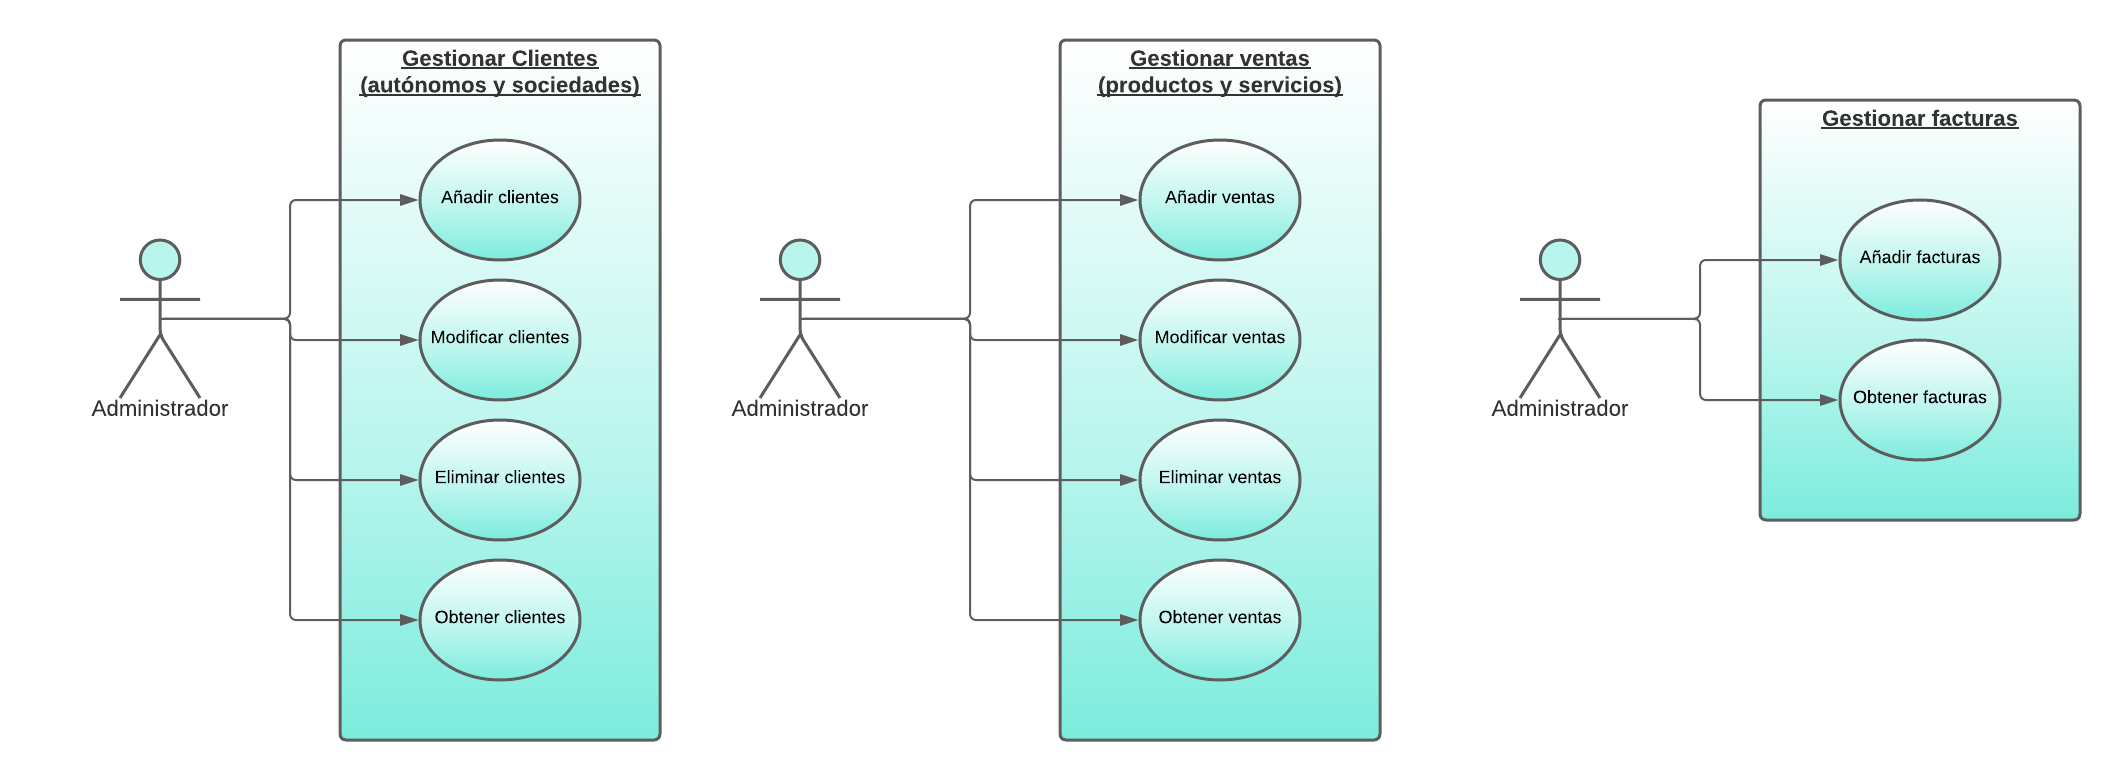 Gestionar Clientes
(autónomos y sociedades)
Añadir clientes
Modificar clientes
Eliminar clientes
Obtener clientes
Administrador
Gestionar ventas
(productos y servicios)
Añadir ventas
Modificar ventas
Eliminar ventas
Obtener ventas
Administrador
Gestionar facturas
Añadir facturas
Obtener facturas
Administrador